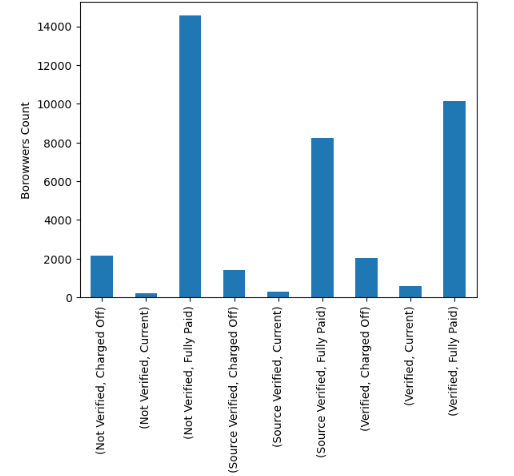 14000
12000
10000
8000
6000
4000
2000
0
Borowwers Count
(Not Verified, Charged Off)
(Not Verified, Current)
(Not Verified, Fully Paid)
(Source Verified, Charged Off)
(Source Verified, Current)
(Source Verified, Fully Paid)
(Verified, Charged Off)
(Verified, Current)
(Verified, Fully Paid)